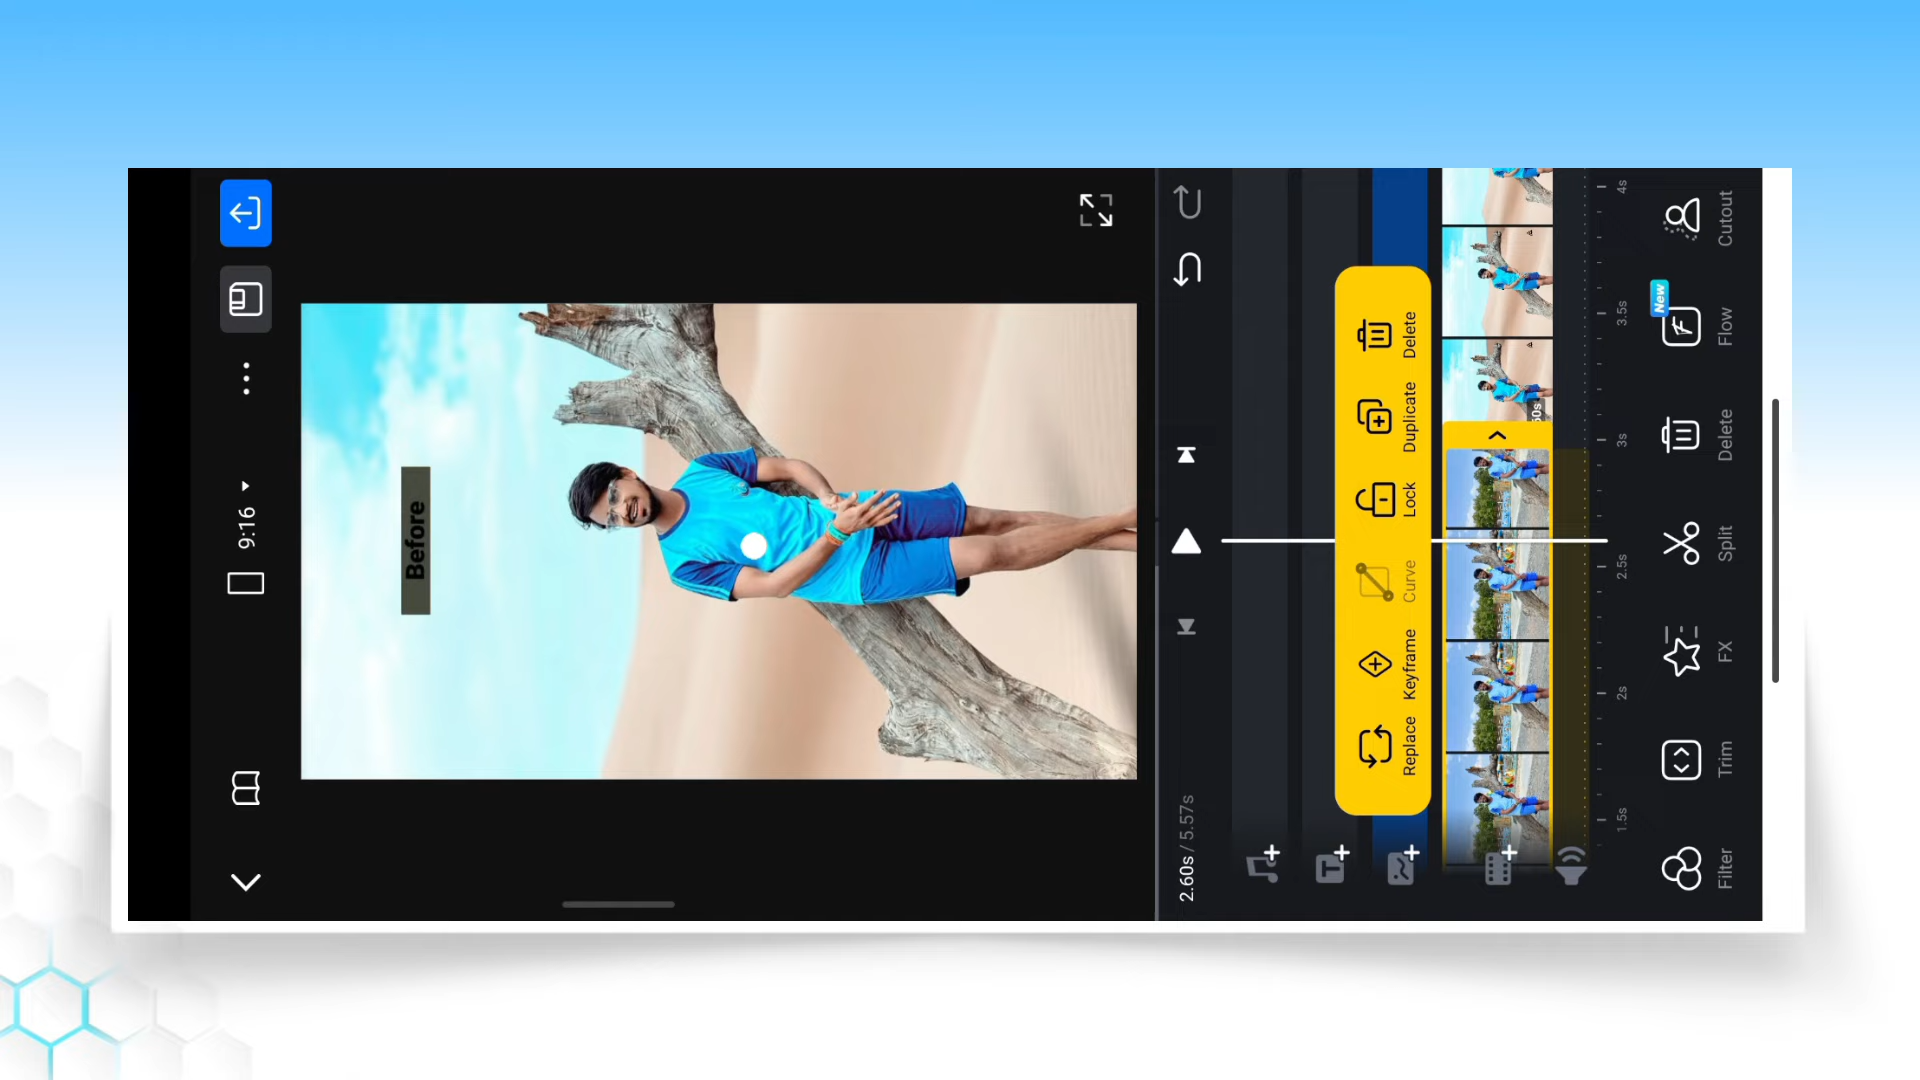 9:16
Before
2.60s / 5.57s
Replace
Keyframe
Curve
Lock
Duplicate
Delete
T
1.5s
2s
2.5s
3s
3.5s
4s
Filter
Trim
FX
Split
Delete
Flow
New
Cutout